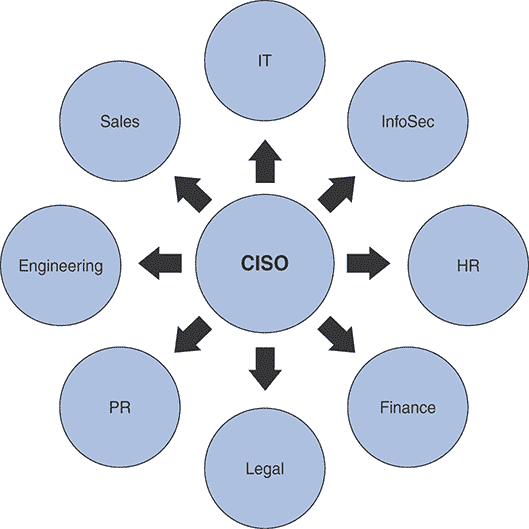 IT
Sales
InfoSec
Engineering
CISO
HR
PR
Finance
Legal